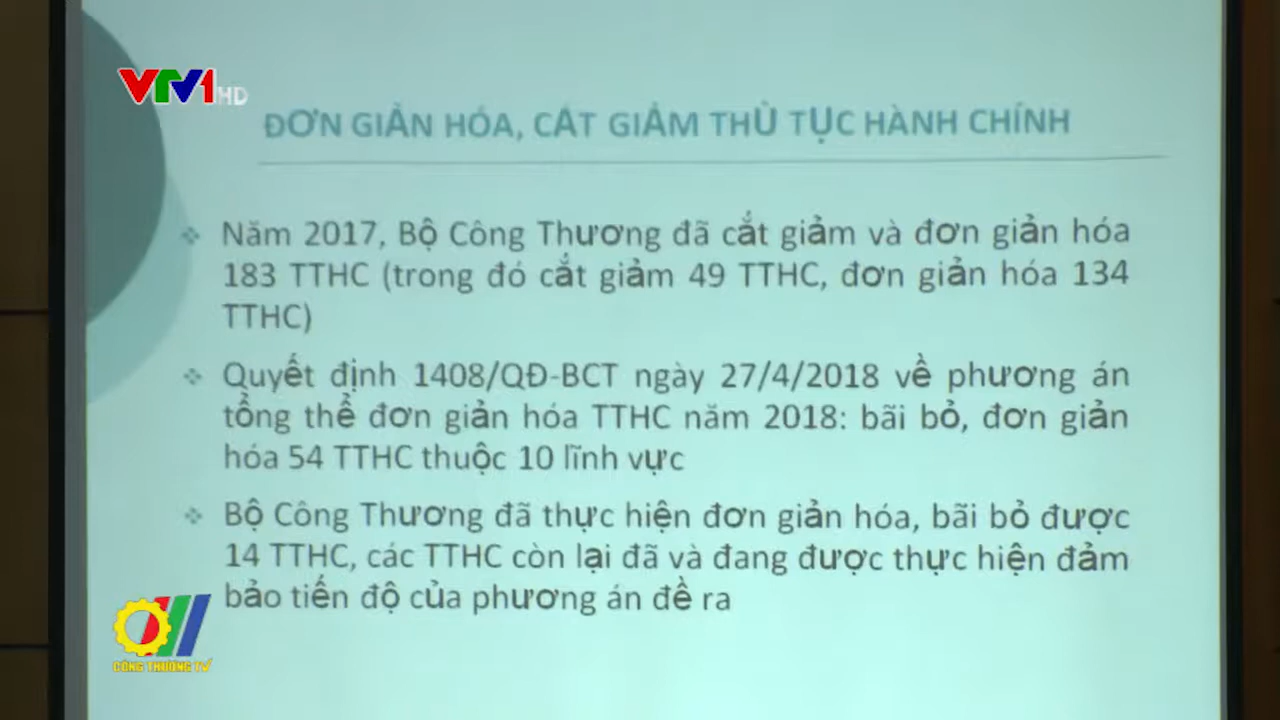 VTV1 HD
ĐƠN GIẢN HÓA, CẮT GIẢM THỦ TỤC HÀNH CHÍNH
Năm 2017, Bộ Công Thương đã cắt giảm và đơn giản hóa
183 TTHC (trong đó cắt giảm 49 TTHC, đơn giản hóa 134
TTHC)
Quyết định 1408/QĐ-BCT ngày 27/4/2018 về phương án
tổng thể đơn giản hóa TTHC năm 2018: bãi bỏ, đơn giản
hóa 54 TTHC thuộc 10 lĩnh vực
Bộ Công Thương đã thực hiện đơn giản hóa, bãi bỏ được
14 TTHC, các TTHC còn lại đã và đang được thực hiện đảm
bảo tiến độ của phương án đề ra
CÔNG THƯƠNG TV